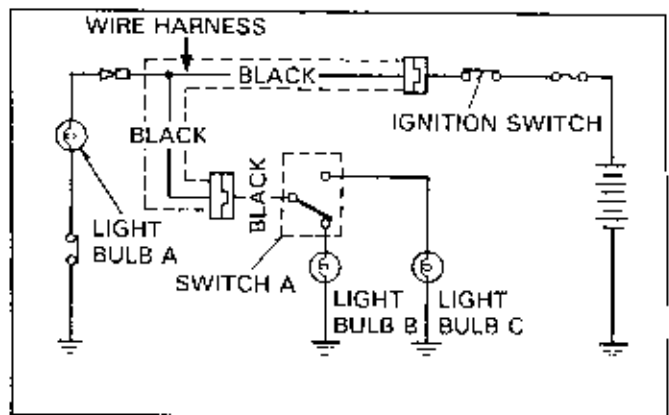 WIRE HARNESS
BLACK
IGNITION SWITCH
BLACK
BLACK
LIGHT
BULB A
SWITCH A
LIGHT
BULB B
LIGHT
BULB C